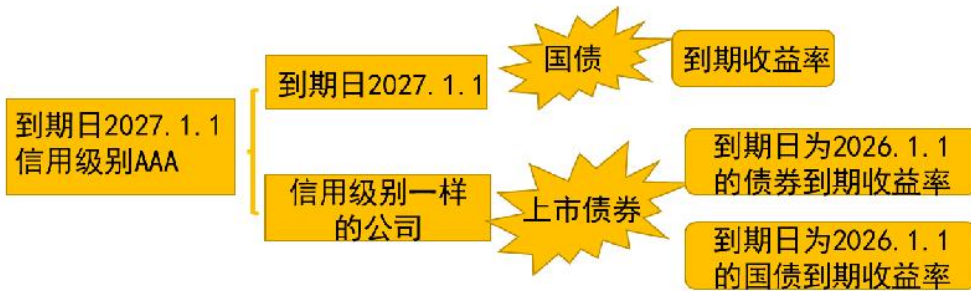 到期日2027.1.1
信用级别AAA
到期日2027.1.1
国债
到期收益率
信用级别一样
的公司
上市债券
到期日为2026.1.1
的债券到期收益率
到期日为2026.1.1
的国债到期收益率